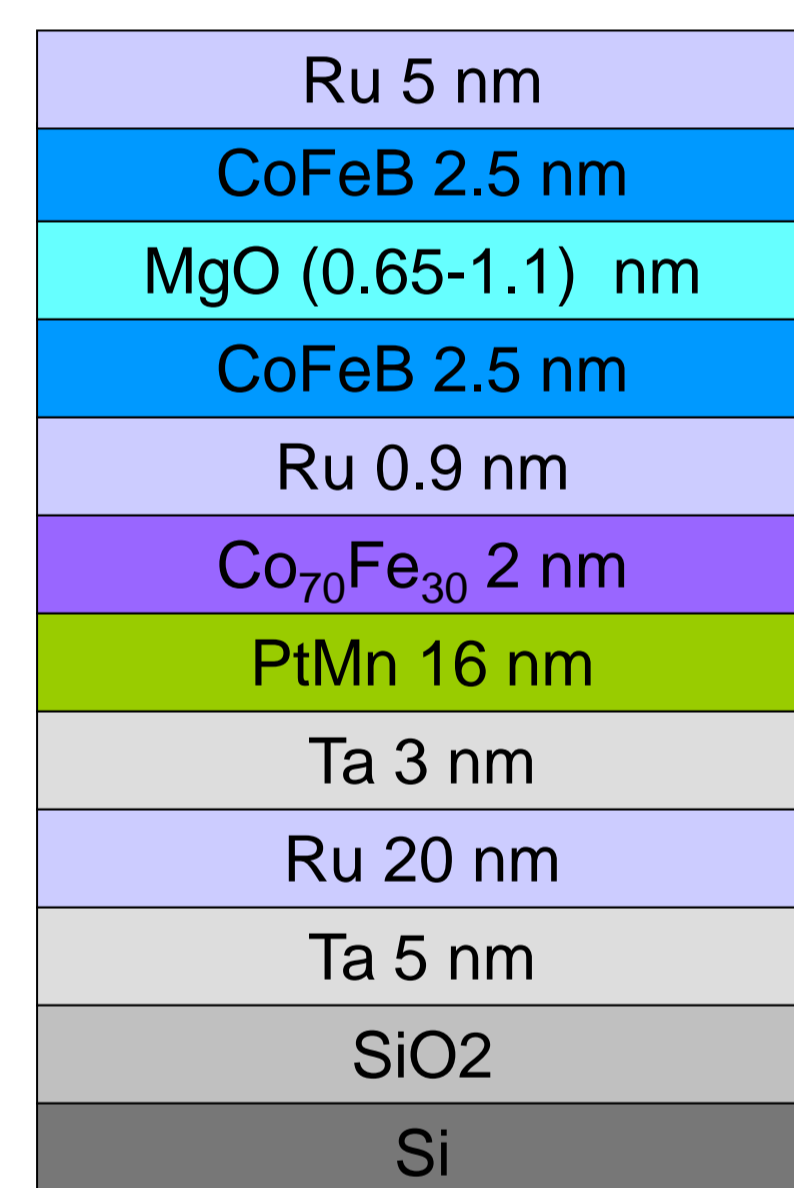 Ru 5 nm
CoFeB 2.5 nm
MgO (0.65-1.1)  nm
CoFeB 2.5 nm
Ru 0.9 nm
Co₇₀Fe₃₀ 2 nm
PtMn 16 nm
Ta 3 nm
Ru 20 nm
Ta 5 nm
SiO2
Si